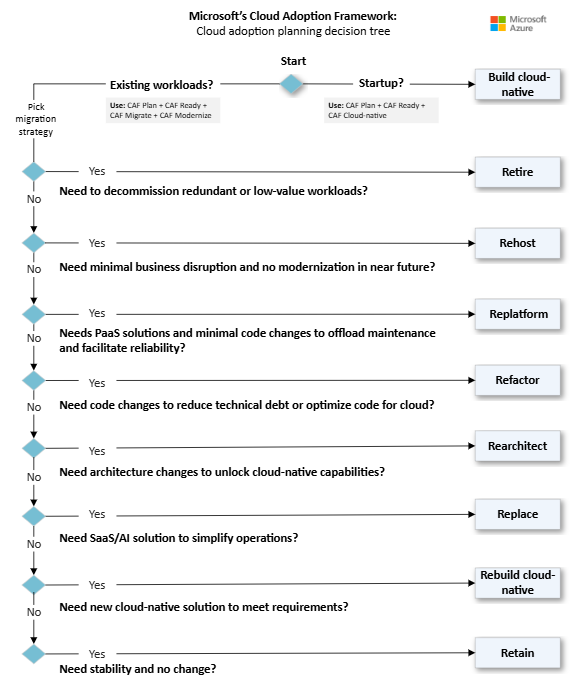 Microsoft's Cloud Adoption Framework:
Cloud adoption planning decision tree
Microsoft
Azure
Start
Existing workloads?
Startup?
Build cloud-
native
Use: CAF Plan + CAF Ready +
CAF Migrate + CAF Modernize
Use: CAF Plan + CAF Ready +
CAF Cloud-native
Pick
migration
strategy
Yes
Retire
Need to decommission redundant or low-value workloads?
No
Yes
Rehost
Need minimal business disruption and no modernization in near future?
No
Yes
Replatform
Needs PaaS solutions and minimal code changes to offload maintenance
and facilitate reliability?
No
Yes
Refactor
Need code changes to reduce technical debt or optimize code for cloud?
No
Yes
Rearchitect
Need architecture changes to unlock cloud-native capabilities?
No
Yes
Replace
Need SaaS/AI solution to simplify operations?
No
Yes
Rebuild cloud-
native
Need new cloud-native solution to meet requirements?
No
Yes
Retain
Need stability and no change?